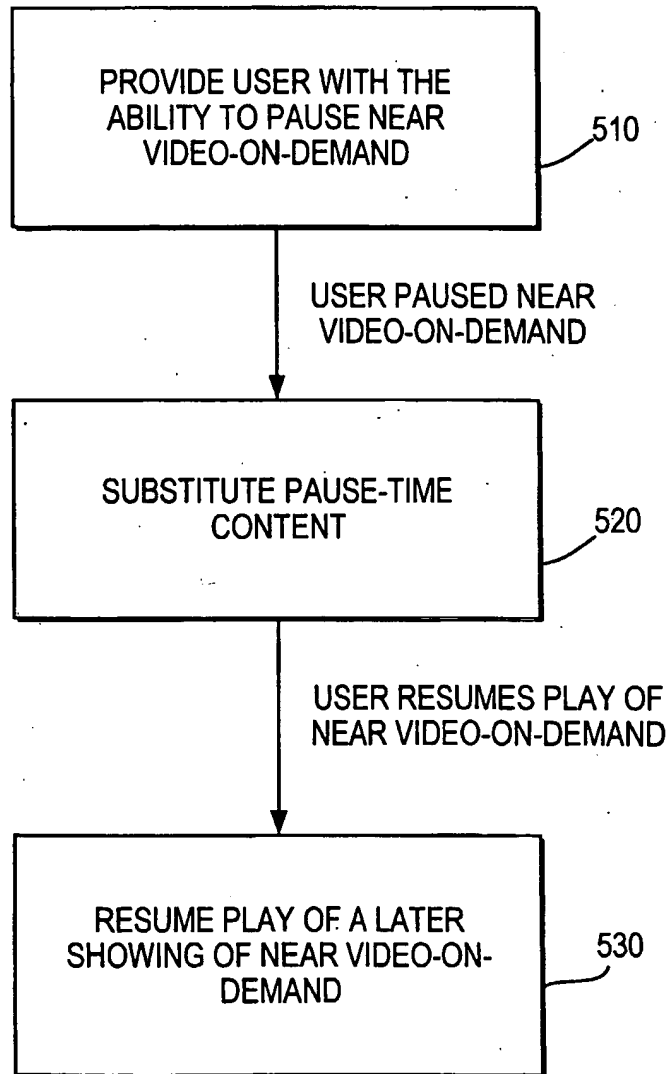 PROVIDE USER WITH THE
ABILITY TO PAUSE NEAR
VIDEO-ON-DEMAND
510
USER PAUSED NEAR
VIDEO-ON-DEMAND
SUBSTITUTE PAUSE-TIME
CONTENT
520
USER RESUMES PLAY OF
NEAR VIDEO-ON-DEMAND
RESUME PLAY OF A LATER
SHOWING OF NEAR VIDEO-ON-
DEMAND
530